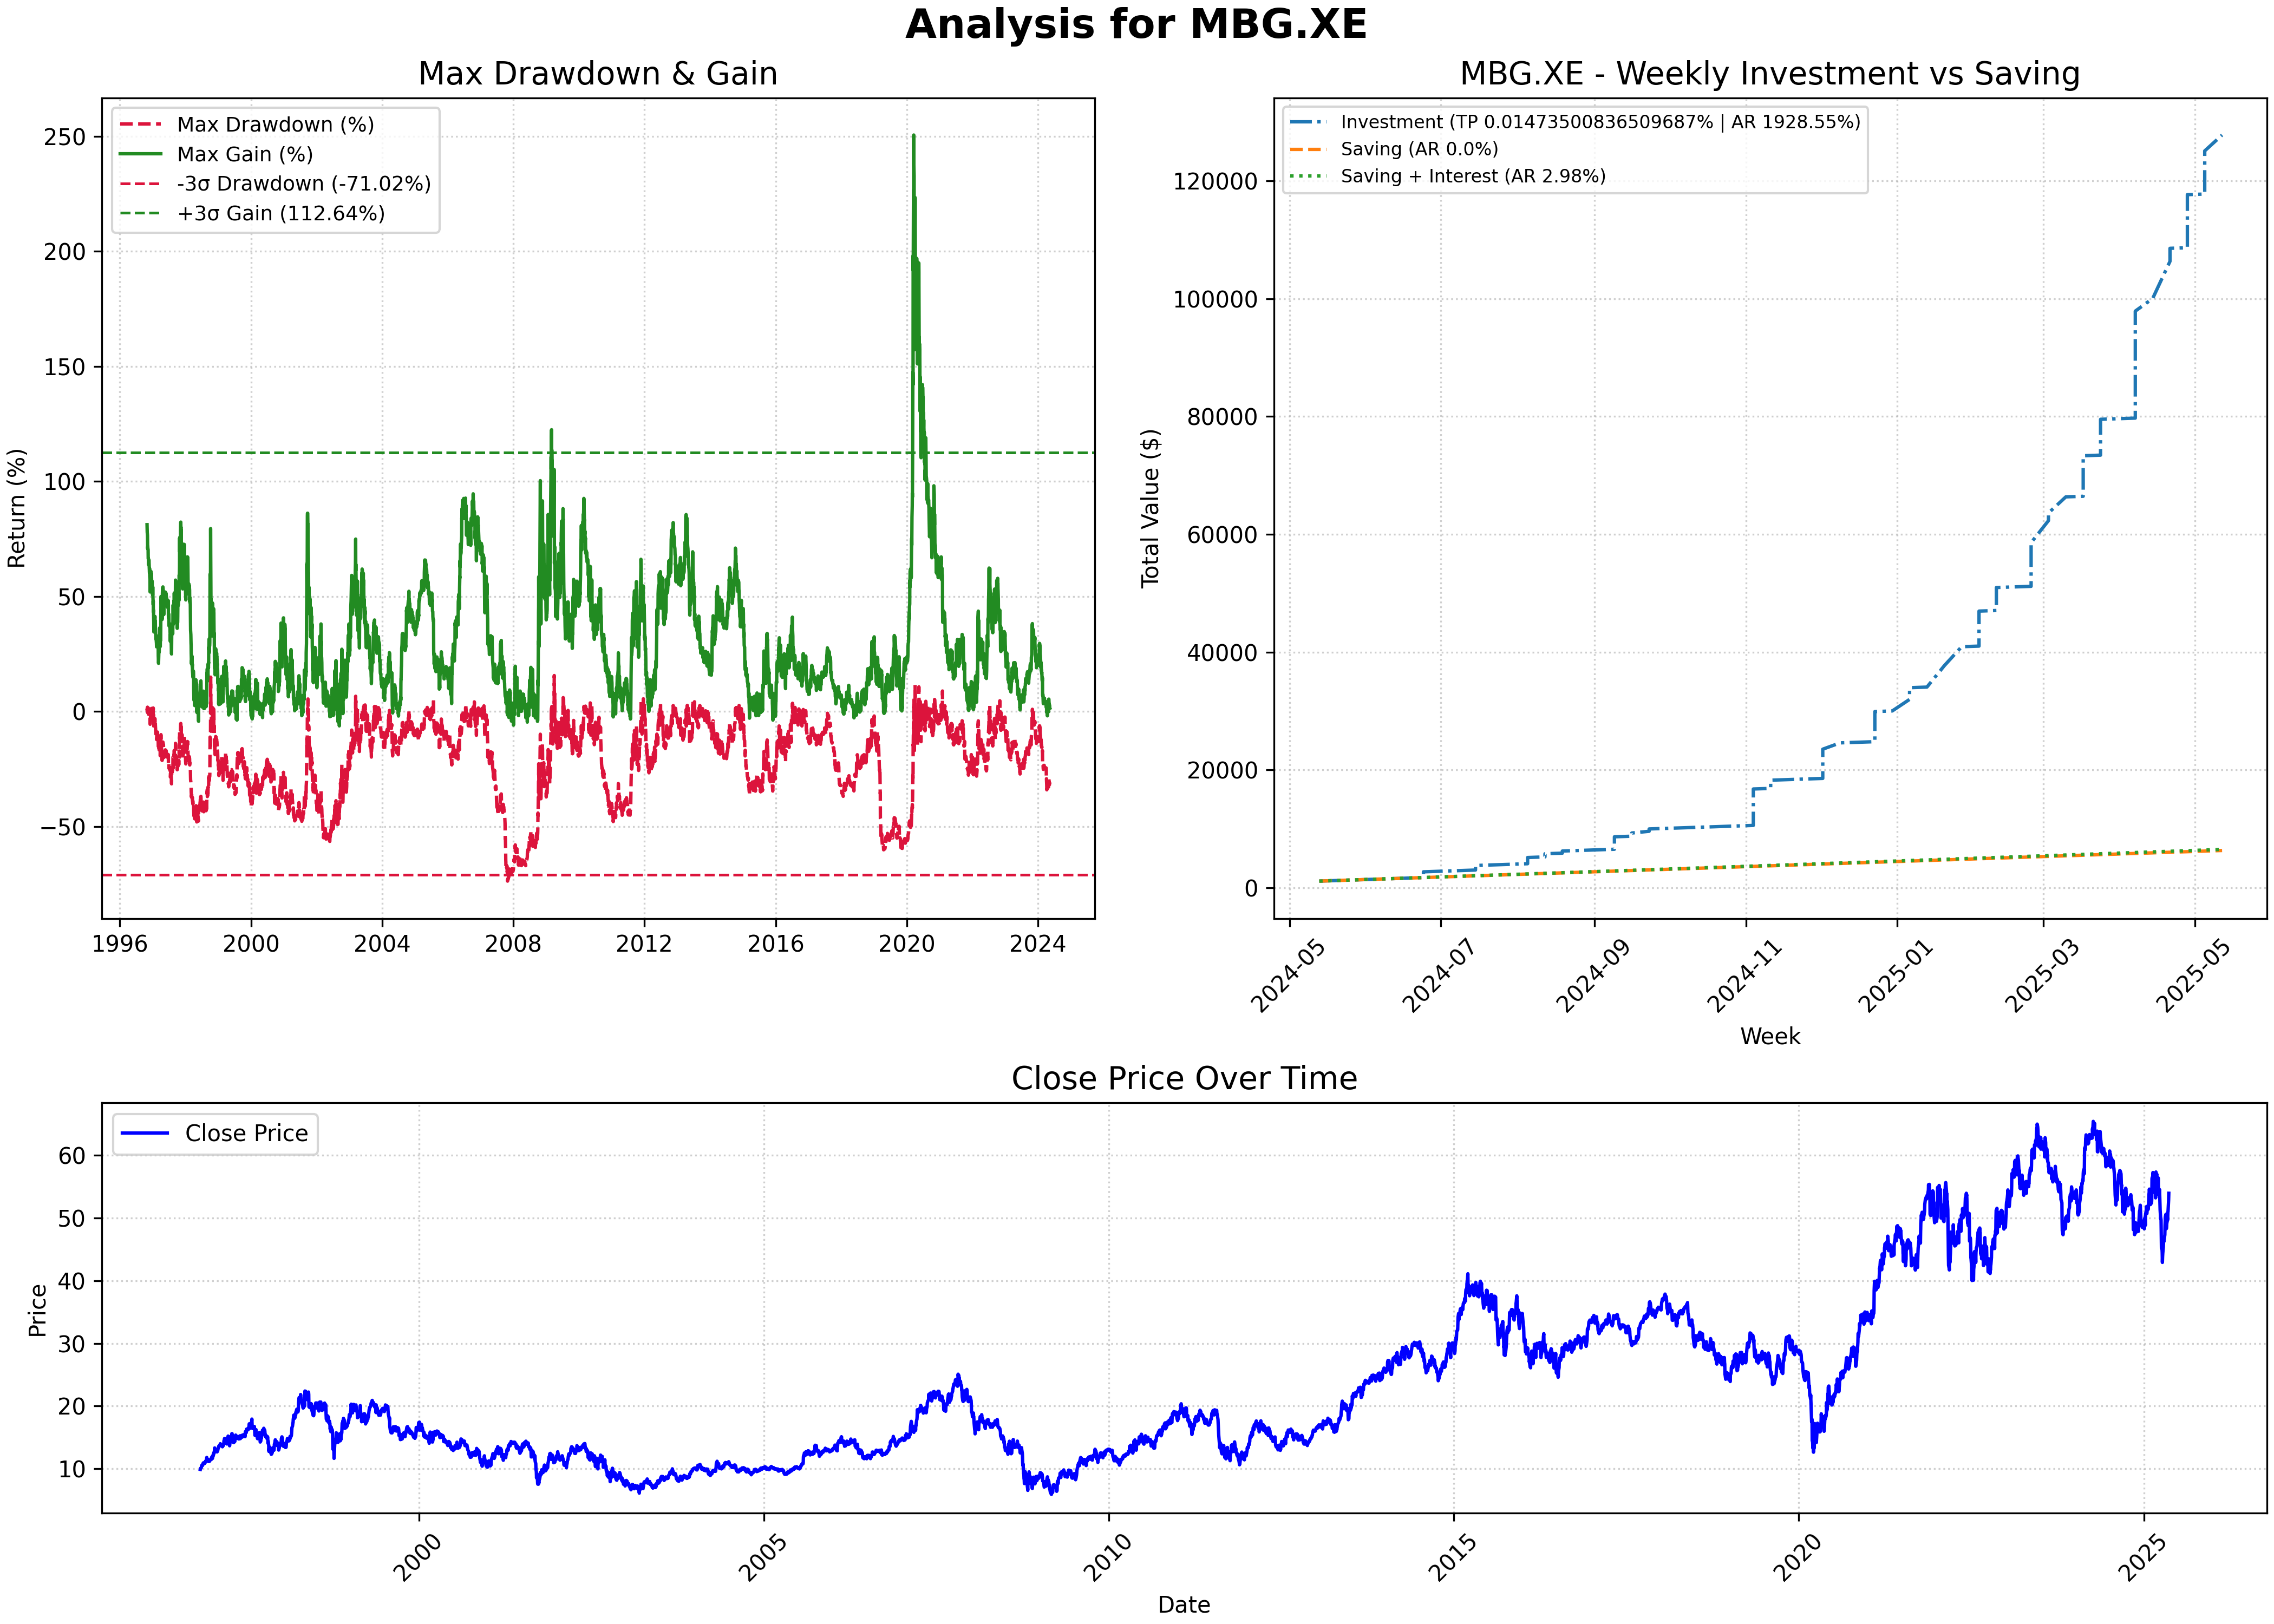 Analysis for MBG.XE
Max Drawdown & Gain
Max Drawdown (%)
Max Gain (%)
-3σ Drawdown (-71.02%)
+3σ Gain (112.64%)
Return (%)
250
200
150
100
50
0
−50
1996
2000
2004
2008
2012
2016
2020
2024
MBG.XE - Weekly Investment vs Saving
Investment (TP 0.01473500836509687% | AR 1928.55%)
Saving (AR 0.0%)
Saving + Interest (AR 2.98%)
Total Value ($)
120000
100000
80000
60000
40000
20000
0
2024-05
2024-07
2024-09
2024-11
2025-01
2025-03
2025-05
Week
Close Price Over Time
Close Price
Price
60
50
40
30
20
10
2000
2005
2010
2015
2020
2025
Date